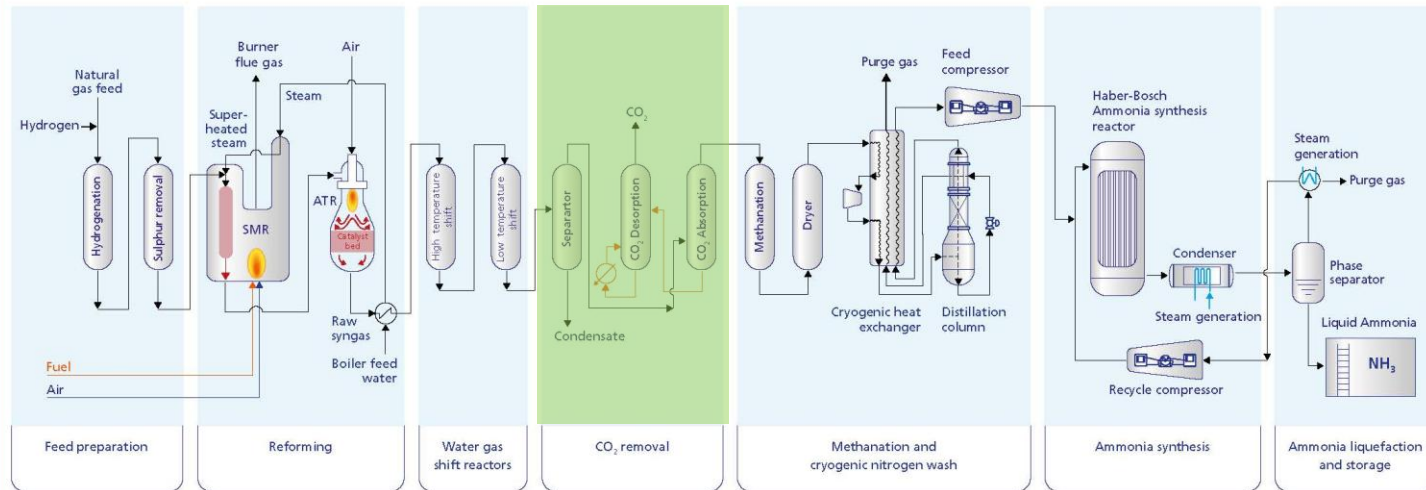 Natural
gas feed
Hydrogen
Hydrogenation
Sulphur removal
Fuel
Air
Feed preparation
Burner
flue gas
Air
Steam
Super-
heated
steam
SMR
ATR
Catalyst
bed
Raw
syngas
Boiler feed
water
Reforming
High temperature
shift
Low temperature
shift
Water gas
shift reactors
CO₂
Separartor
CO₂ Desorption
CO₂ Absorption
Condensate
CO₂ removal
Purge gas
Feed
compressor
Methanation
Dryer
Cryogenic heat
exchanger
Distillation
column
Methanation and
cryogenic nitrogen wash
Haber-Bosch
Ammonia synthesis
reactor
Condenser
Steam generation
Recycle compressor
Ammonia synthesis
Steam
generation
Purge gas
Phase
separator
Liquid Ammonia
NH₃
Ammonia liquefaction
and storage